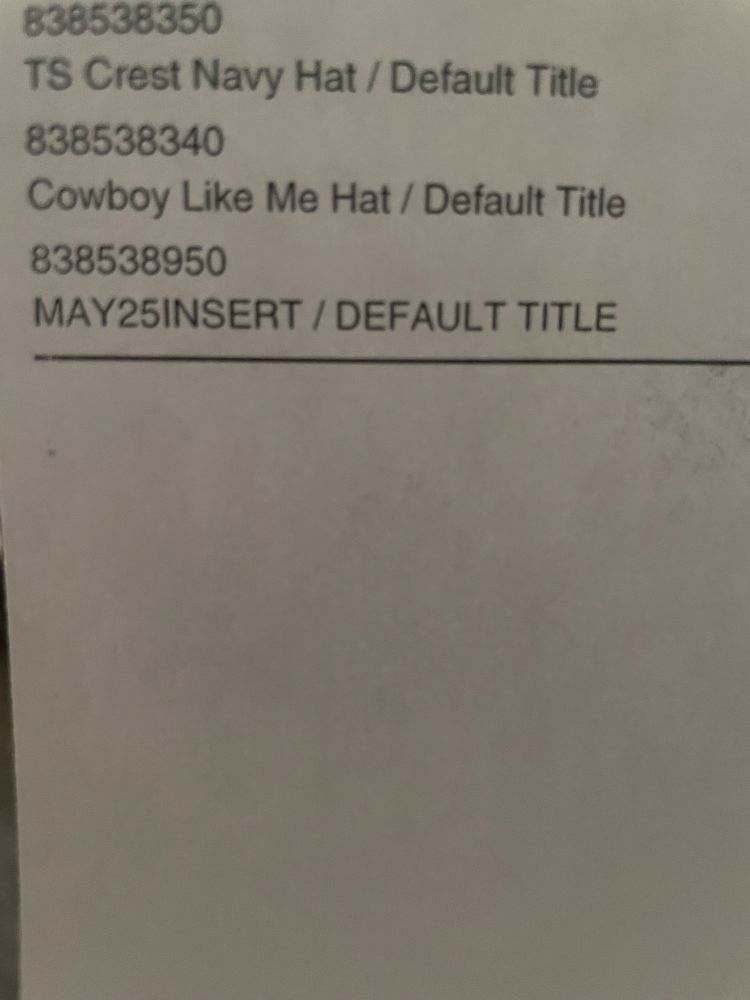 838538350
TS Crest Navy Hat / Default Title
838538340
Cowboy Like Me Hat / Default Title
838538950
MAY25INSERT / DEFAULT TITLE